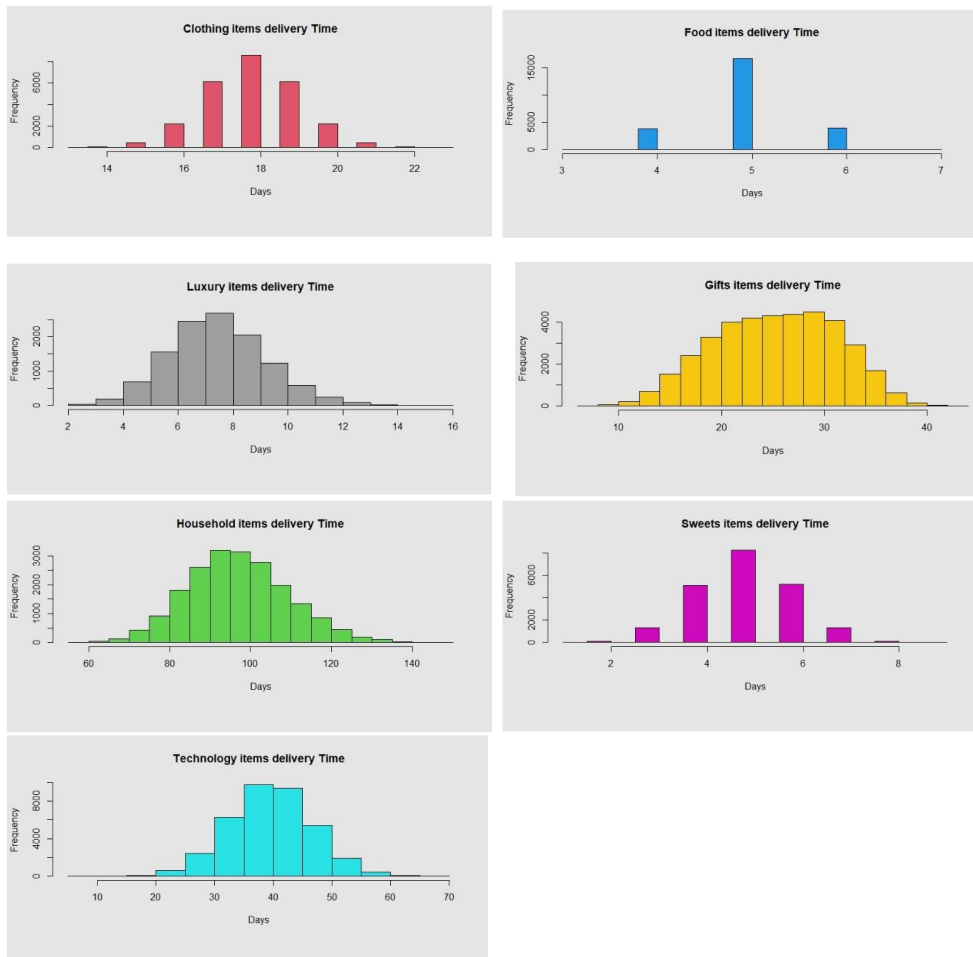 Clothing items delivery Time
Frequency
0 2000 6000
14 16 18 20 22
Days
Food items delivery Time
Frequency
0 5000 15000
3 4 5 6 7
Days
Luxury items delivery Time
Frequency
0 1000 2000
2 4 6 8 10 12 14 16
Days
Gifts items delivery Time
Frequency
0 2000 4000
10 20 30 40
Days
Household items delivery Time
Frequency
0 1000 2000 3000
60 80 100 120 140
Days
Sweets items delivery Time
Frequency
0 2000 6000
2 4 6 8
Days
Technology items delivery Time
Frequency
0 4000 8000
10 20 30 40 50 60 70
Days